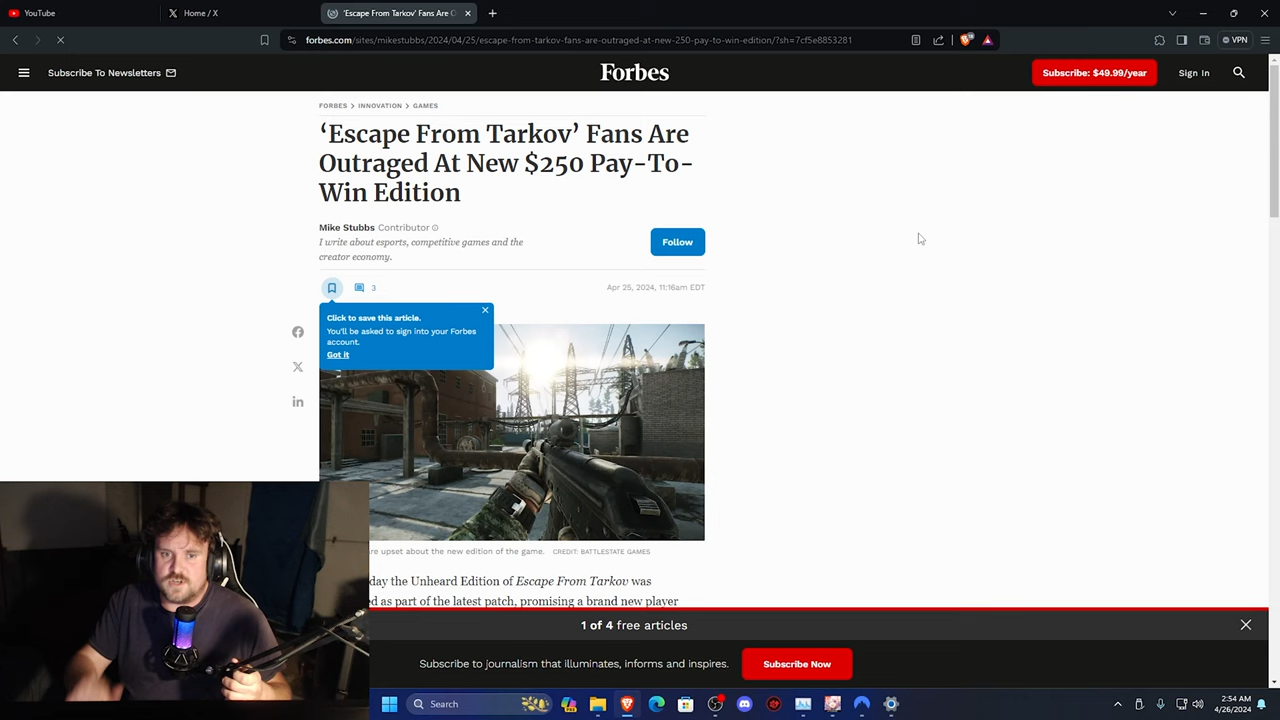 YouTube
Home / X
'Escape From Tarkov' Fans Are O
forbes.com/sites/mikestubbs/2024/04/25/escape-from-tarkov-fans-are-outraged-at-new-250-pay-to-win-edition/?sh=7cf5e8853281
VPN
Subscribe To Newsletters
Forbes
Subscribe: $49.99/year
Sign In
FORBES > INNOVATION > GAMES
‘Escape From Tarkov’ Fans Are
Outraged At New $250 Pay-To-
Win Edition
Mike Stubbs Contributor
I write about esports, competitive games and the
creator economy.
Follow
3
Apr 25, 2024, 11:16am EDT
Click to save this article.
You'll be asked to sign into your Forbes
account.
Got it
are upset about the new edition of the game. CREDIT: BATTLESTATE GAMES
day the Unheard Edition of Escape From Tarkov was
ed as part of the latest patch, promising a brand new player
1 of 4 free articles
Subscribe to journalism that illuminates, informs and inspires.
Subscribe Now
Search
2:54 AM
4/26/2024